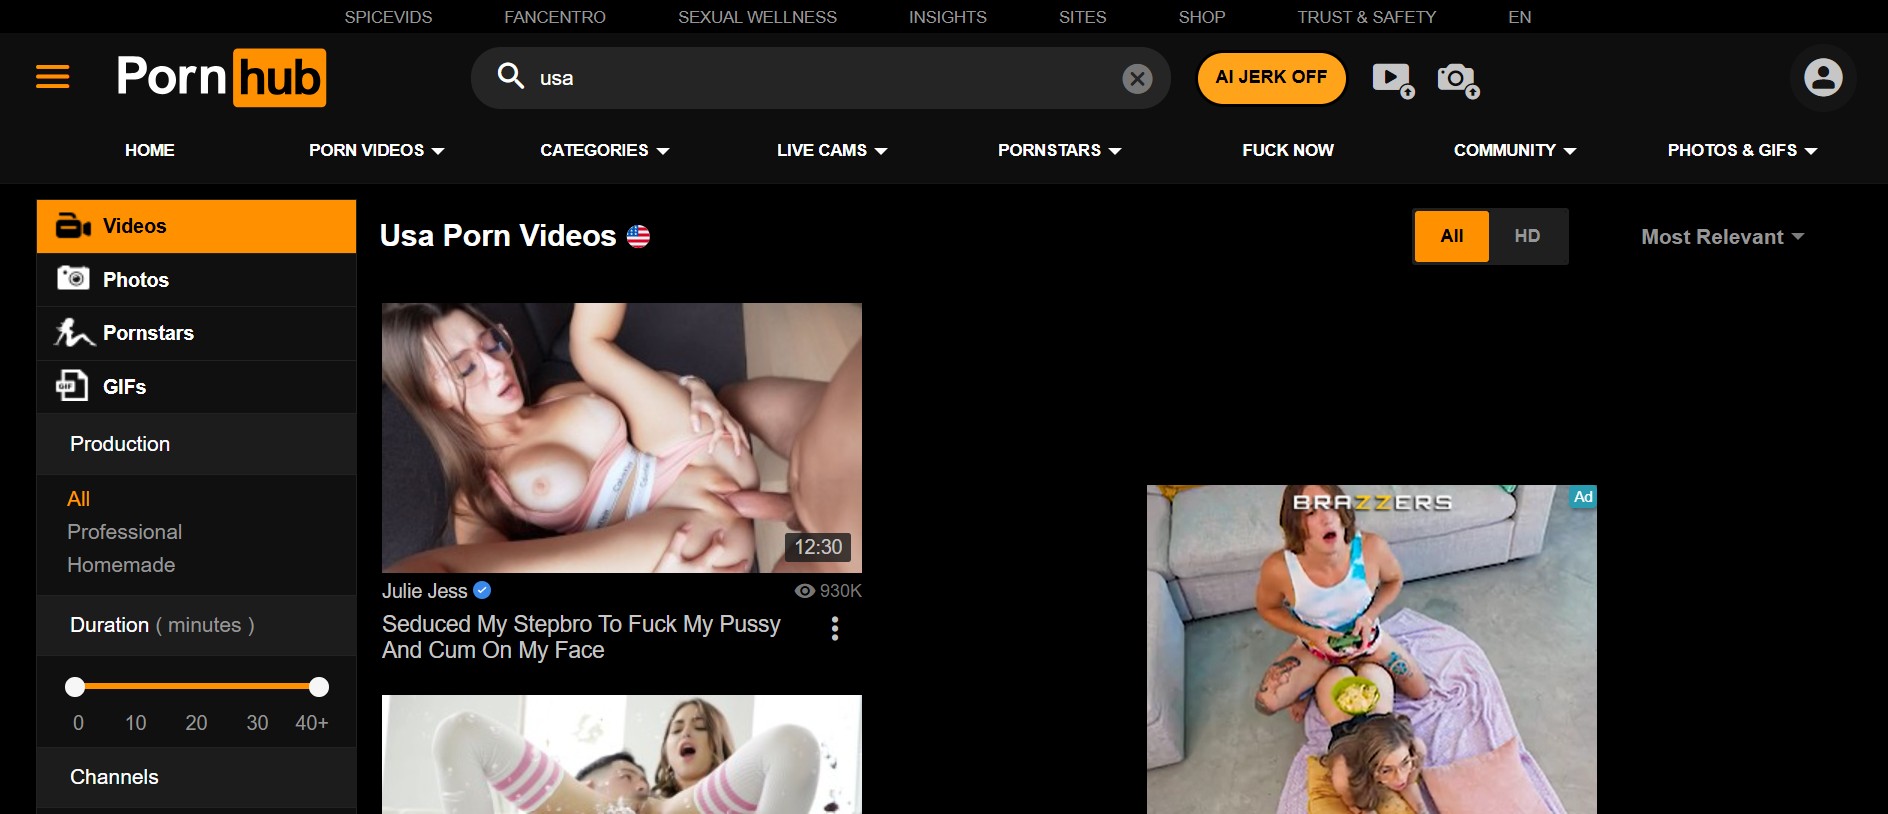 SPICEVIDS FANCENTRO SEXUAL WELLNESS INSIGHTS SITES SHOP TRUST & SAFETY EN
Porn hub
usa
AI JERK OFF
HOME PORN VIDEOS CATEGORIES LIVE CAMS PORNSTARS FUCK NOW COMMUNITY PHOTOS & GIFS
Videos
Photos
Pornstars
GIF
GIFs
Production
All
Professional
Homemade
Duration ( minutes )
0 10 20 30 40+
Channels
Usa Porn Videos
All HD
Most Relevant
12:30
Julie Jess
930K
Seduced My Stepbro To Fuck My Pussy
And Cum On My Face
BRAZZERS
Ad